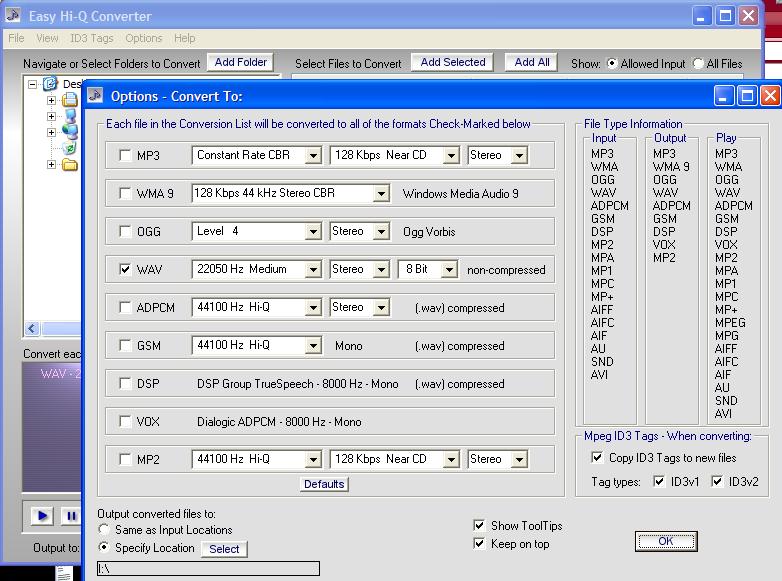 Easy Hi-Q Converter
File View ID3 Tags Options Help
Navigate or Select Folders to Convert Add Folder Select Files to Convert Add Selected Add All Show: Allowed Input All Files
Options - Convert To:
Each file in the Conversion List will be converted to all of the formats Check-Marked below
MP3 Constant Rate CBR 128 Kbps Near CD Stereo
WMA 9 128 Kbps 44 kHz Stereo CBR Windows Media Audio 9
OGG Level 4 Stereo Ogg Vorbis
WAV 22050 Hz Medium Stereo 8 Bit non-compressed
ADPCM 44100 Hz Hi-Q Stereo (.wav) compressed
GSM 44100 Hz Hi-Q Mono (.wav) compressed
DSP DSP Group TrueSpeech - 8000 Hz - Mono (.wav) compressed
VOX Dialogic ADPCM - 8000 Hz - Mono
MP2 44100 Hz Hi-Q 128 Kbps Near CD Stereo
Defaults
Output converted files to:
Same as Input Locations
Specify Location Select
I:\
Show ToolTips
Keep on top
OK
File Type Information
Input
MP3
WMA
OGG
WAV
ADPCM
GSM
DSP
MP2
MPA
MP1
MPC
MP+
AIFF
AIFC
AIF
AU
SND
AVI
Output
MP3
WMA 9
OGG
WAV
ADPCM
GSM
DSP
VOX
MP2
Play
MP3
WMA
OGG
WAV
ADPCM
GSM
DSP
VOX
MP2
MPA
MP1
MPC
MP+
MPEG
MPG
AIFF
AIFC
AIF
AU
SND
AVI
Mpeg ID3 Tags - When converting:
Copy ID3 Tags to new files
Tag types: ID3v1 ID3v2
Convert eac
WAV - 2
Output to: